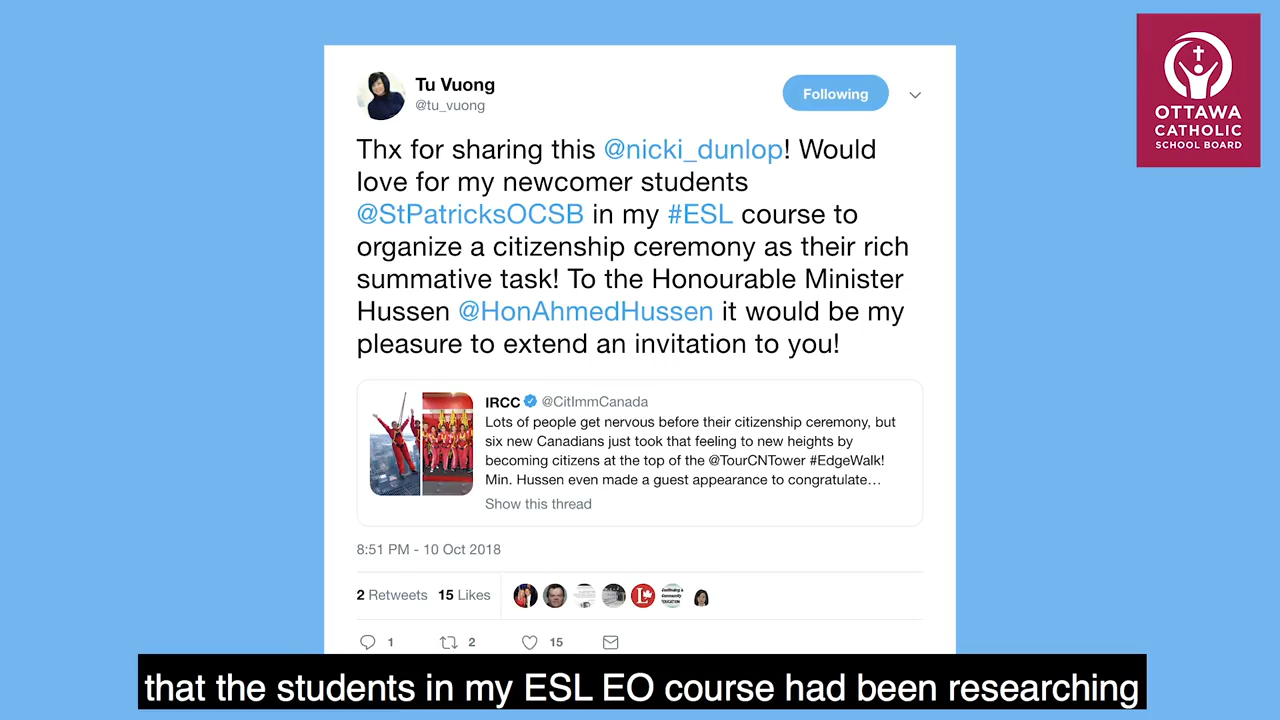 Tu Vuong
@tu_vuong
Following
OTTAWA
CATHOLIC
SCHOOL BOARD
Thx for sharing this @nicki_dunlop! Would
love for my newcomer students
@StPatricksOCSB in my #ESL course to
organize a citizenship ceremony as their rich
summative task! To the Honourable Minister
Hussen @HonAhmedHussen it would be my
pleasure to extend an invitation to you!
IRCC @CitImmCanada
Lots of people get nervous before their citizenship ceremony, but
six new Canadians just took that feeling to new heights by
becoming citizens at the top of the @TourCNTower #EdgeWalk!
Min. Hussen even made a guest appearance to congratulate…
Show this thread
8:51 PM - 10 Oct 2018
2 Retweets 15 Likes
1 2 15
that the students in my ESL EO course had been researching